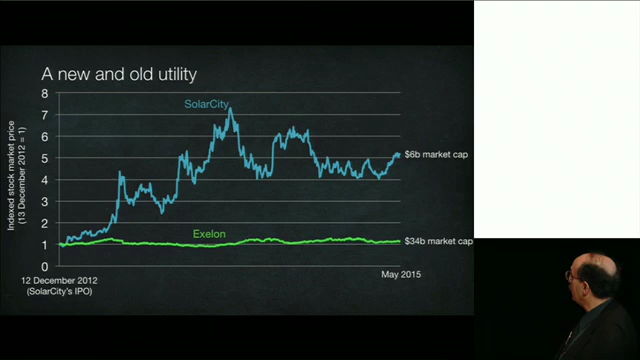 A new and old utility
Indexed stock market price
(13 December 2012 = 1)
8
7
6
5
4
3
2
1
0
SolarCity
$6b market cap
Exelon
$34b market cap
12 December 2012
(SolarCity's IPO)
May 2015